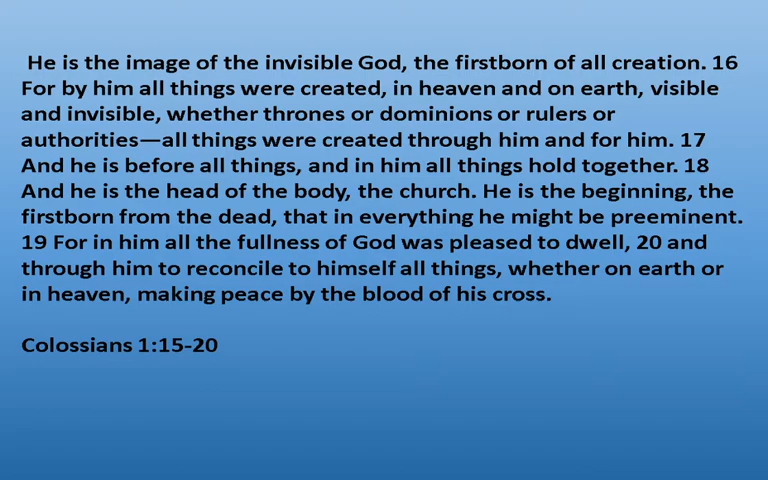 He is the image of the invisible God, the firstborn of all creation. 16
For by him all things were created, in heaven and on earth, visible
and invisible, whether thrones or dominions or rulers or
authorities—all things were created through him and for him. 17
And he is before all things, and in him all things hold together. 18
And he is the head of the body, the church. He is the beginning, the
firstborn from the dead, that in everything he might be preeminent.
19 For in him all the fullness of God was pleased to dwell, 20 and
through him to reconcile to himself all things, whether on earth or
in heaven, making peace by the blood of his cross.
Colossians 1:15-20